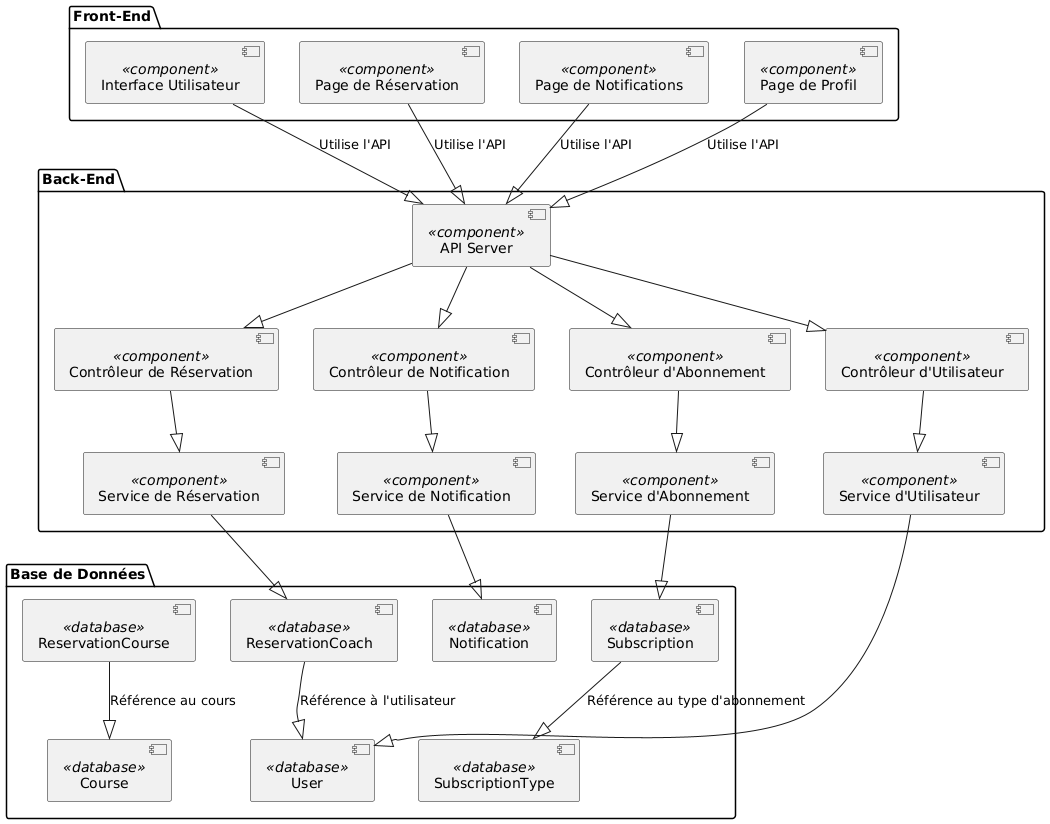 Front-End
«component»
Interface Utilisateur
«component»
Page de Réservation
«component»
Page de Notifications
«component»
Page de Profil
Utilise l'API
Utilise l'API
Utilise l'API
Utilise l'API
Back-End
«component»
API Server
«component»
Contrôleur de Réservation
«component»
Contrôleur de Notification
«component»
Contrôleur d'Abonnement
«component»
Contrôleur d'Utilisateur
«component»
Service de Réservation
«component»
Service de Notification
«component»
Service d'Abonnement
«component»
Service d'Utilisateur
Base de Données
«database»
ReservationCourse
«database»
ReservationCoach
«database»
Notification
«database»
Subscription
Référence au cours
Référence à l'utilisateur
Référence au type d'abonnement
«database»
Course
«database»
User
«database»
SubscriptionType